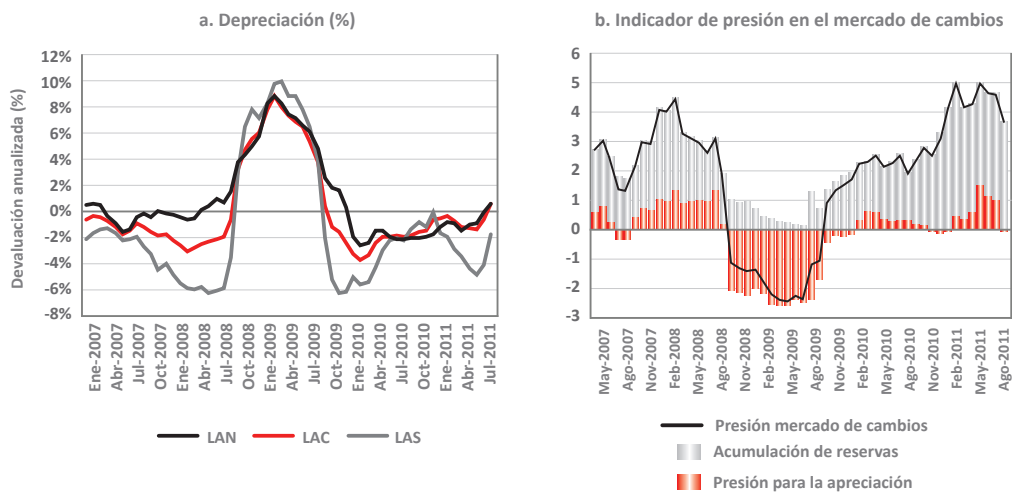 a. Depreciación (%)
Devaluación anualizada (%)
12%
10%
8%
6%
4%
2%
0%
-2%
-4%
-6%
-8%
Ene-2007
Abr-2007
Jul-2007
Oct-2007
Ene-2008
Abr-2008
Jul-2008
Oct-2008
Ene-2009
Abr-2009
Jul-2009
Oct-2009
Ene-2010
Abr-2010
Jul-2010
Oct-2010
Ene-2011
Abr-2011
Jul-2011
LAN
LAC
LAS
b. Indicador de presión en el mercado de cambios
6
5
4
3
2
1
0
-1
-2
-3
May-2007
Ago-2007
Nov-2007
Feb-2008
May-2008
Ago-2008
Nov-2008
Feb-2009
May-2009
Ago-2009
Nov-2009
Feb-2010
May-2010
Ago-2010
Nov-2010
Feb-2011
May-2011
Ago-2011
Presión mercado de cambios
Acumulación de reservas
Presión para la apreciación